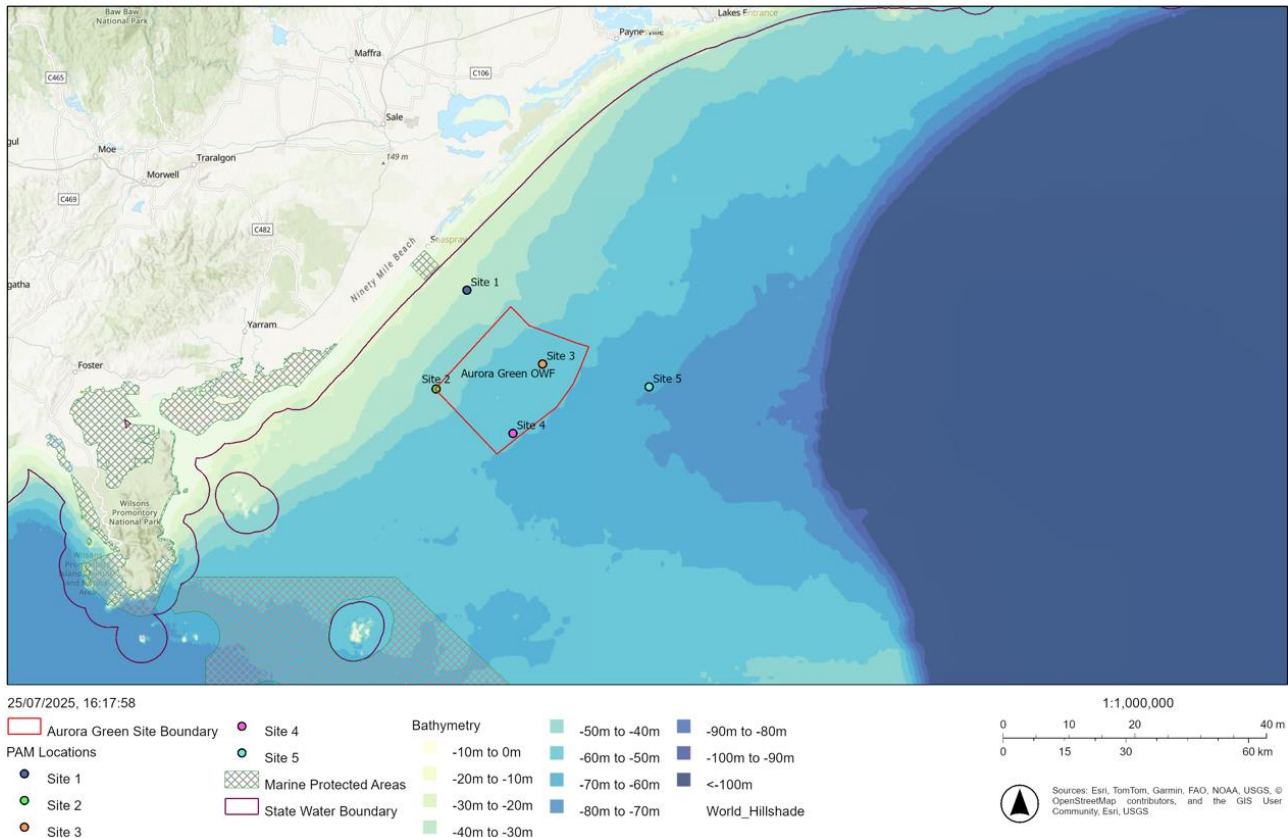 Baw Baw
National Park
Lakes Entrance
Maffra
C465
C106
Sale
gul
Moe
149 m
Traralgon
Morwell
C469
C482
Seaspray
Ninety Mile Beach
Site 1
gatha
Yarram
Site 3
Foster
Site 2
Aurora Green OWF
Site 5
Site 4
Wilsons
Promontory
National Park
25/07/2025, 16:17:58
Aurora Green Site Boundary
PAM Locations
Site 1
Site 2
Site 3
Site 4
Site 5
Marine Protected Areas
State Water Boundary
Bathymetry
-10m to 0m
-20m to -10m
-30m to -20m
-40m to -30m
-50m to -40m
-60m to -50m
-70m to -60m
-80m to -70m
-90m to -80m
-100m to -90m
<-100m
World_Hillshade
1:1,000,000
0 10 20 40 m
0 15 30 60 km
Sources: Esri, TomTom, Garmin, FAO, NOAA, USGS, ©
OpenStreetMap contributors, and the GIS User
Community, Esri, USGS